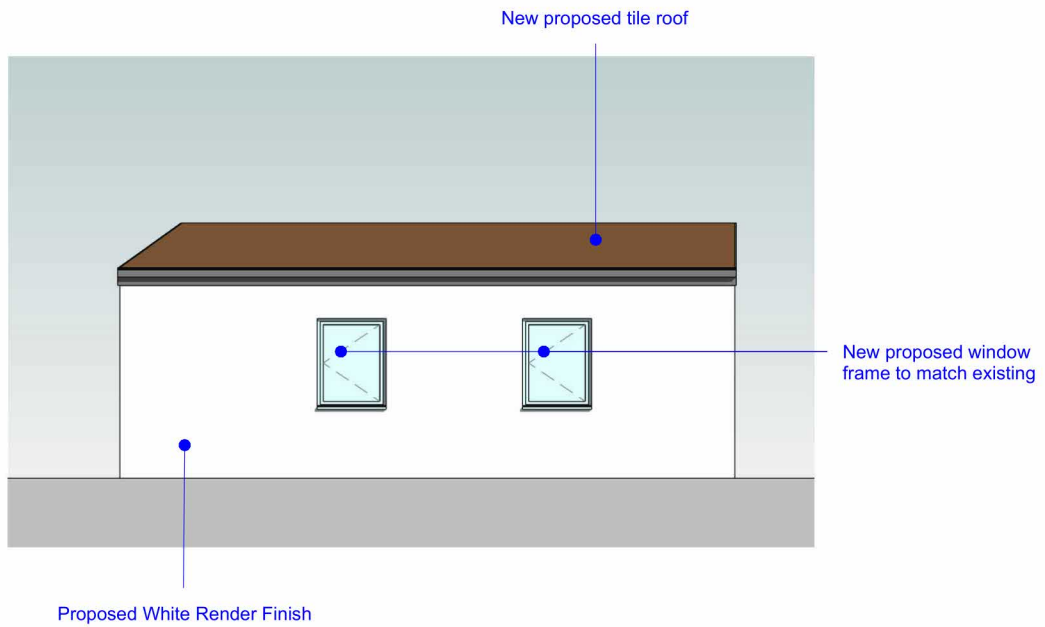 New proposed tile roof
New proposed window
frame to match existing
Proposed White Render Finish